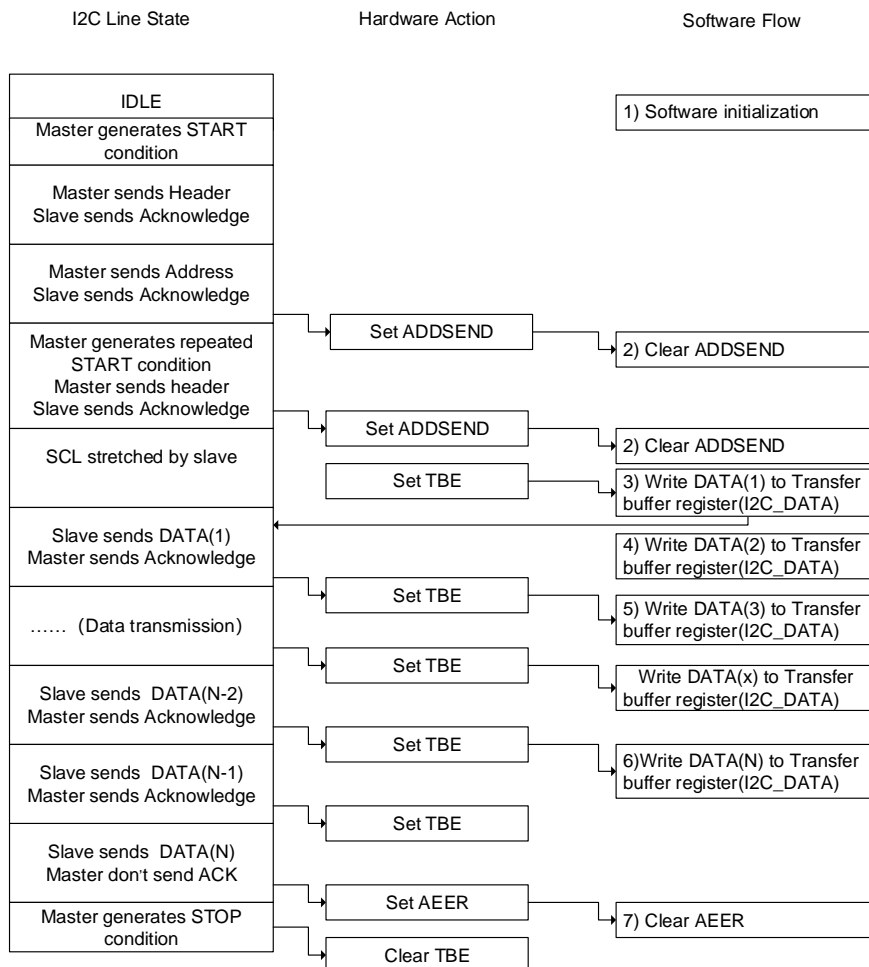 I2C Line State
Hardware Action
Software Flow
IDLE
1) Software initialization
Master generates START
condition
Master sends Header
Slave sends Acknowledge
Master sends Address
Slave sends Acknowledge
Set ADDSEND
2) Clear ADDSEND
Master generates repeated
START condition
Master sends header
Slave sends Acknowledge
Set ADDSEND
2) Clear ADDSEND
SCL stretched by slave
Set TBE
3) Write DATA(1) to Transfer
buffer register(I2C_DATA)
Slave sends DATA(1)
Master sends Acknowledge
4) Write DATA(2) to Transfer
buffer register(I2C_DATA)
Set TBE
5) Write DATA(3) to Transfer
buffer register(I2C_DATA)
…… (Data transmission)
Set TBE
Write DATA(x) to Transfer
buffer register(I2C_DATA)
Slave sends DATA(N-2)
Master sends Acknowledge
Set TBE
6)Write DATA(N) to Transfer
buffer register(I2C_DATA)
Slave sends DATA(N-1)
Master sends Acknowledge
Set TBE
Slave sends DATA(N)
Master don't send ACK
Set AEER
7) Clear AEER
Master generates STOP
condition
Clear TBE